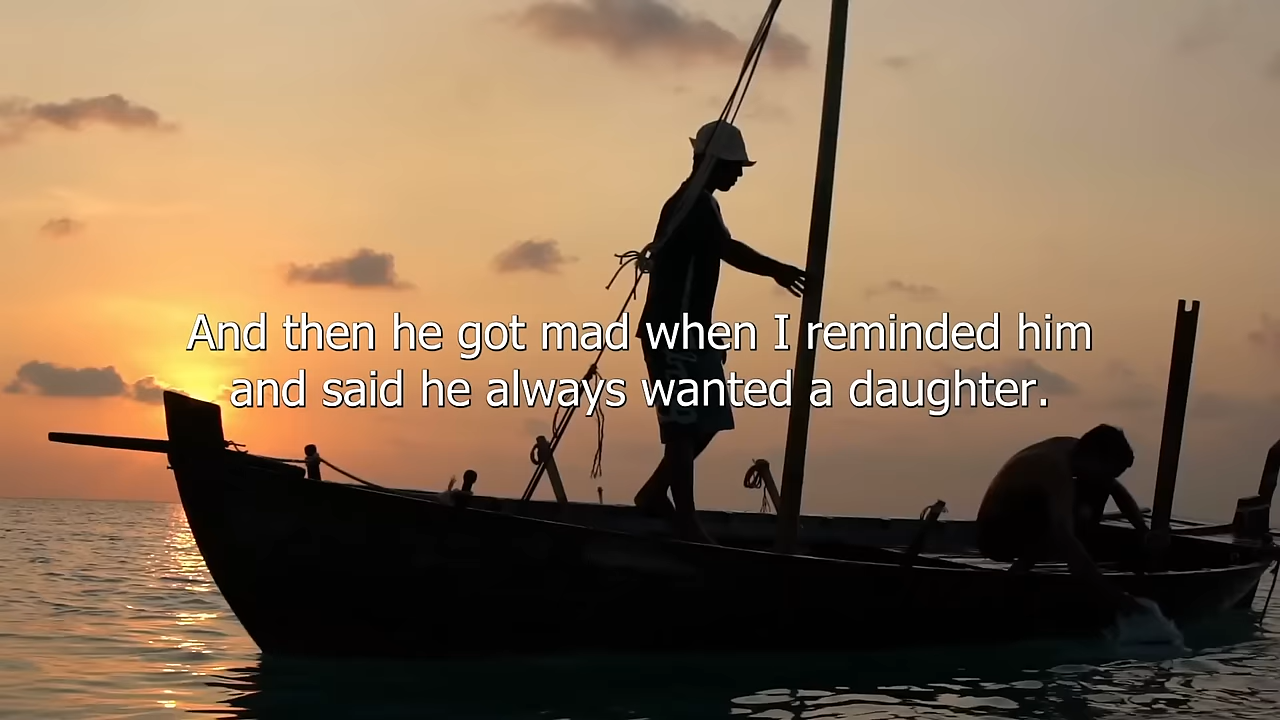 And then he got mad when I reminded him
and said he always wanted a daughter.